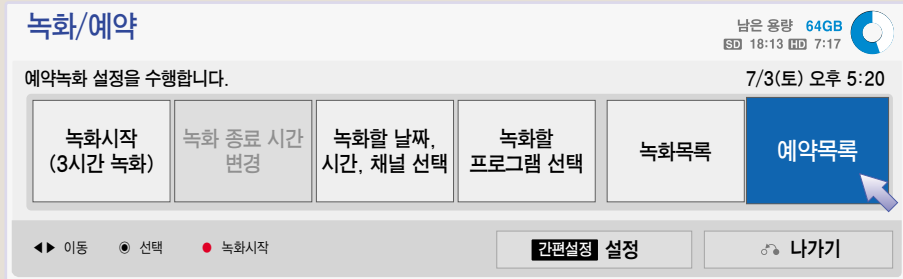 녹화/예약
남은 용량 64GB
SD 18:13 HD 7:17
예약녹화 설정을 수행합니다.
7/3(토) 오후 5:20
녹화시작
(3시간 녹화)
녹화 종료 시간
변경
녹화할 날짜,
시간, 채널 선택
녹화할
프로그램 선택
녹화목록
예약목록
이동
선택
녹화시작
간편설정 설정
나가기